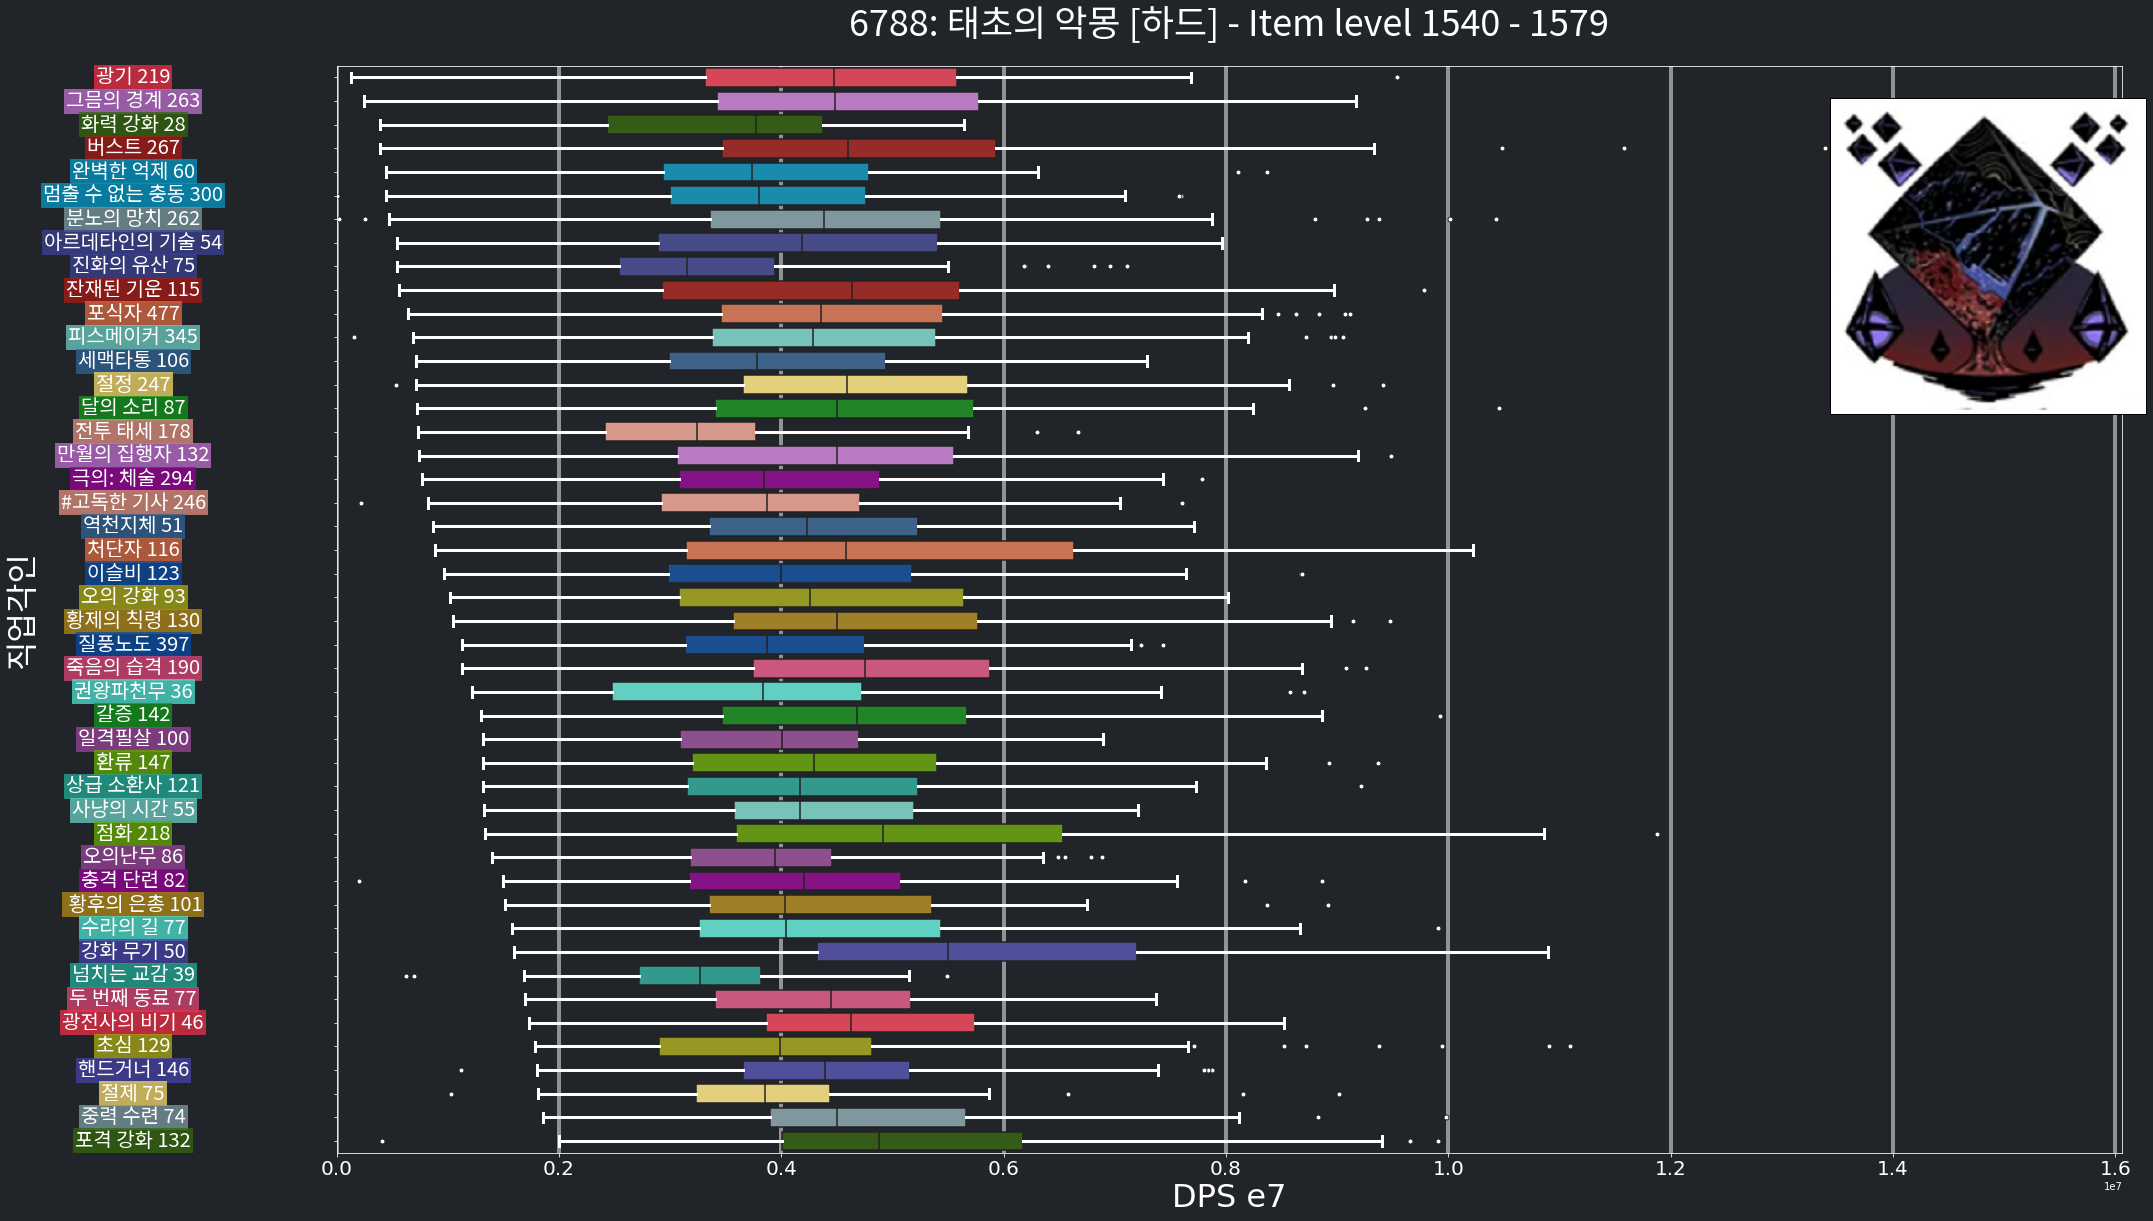 6788: 태초의 악몽 [하드] - Item level 1540 - 1579
광기 219
그믐의 경계 263
화력 강화 28
버스트 267
완벽한 억제 60
멈출 수 없는 충동 300
분노의 망치 262
아르데타인의 기술 54
진화의 유산 75
잔재된 기운 115
포식자 477
피스메이커 345
세맥타통 106
절정 247
달의 소리 87
전투 태세 178
만월의 집행자 132
극의: 체술 294
#고독한 기사 246
역천지체 51
처단자 116
이슬비 123
오의 강화 93
황제의 칙령 130
질풍노도 397
죽음의 습격 190
권왕파천무 36
갈증 142
일격필살 100
환류 147
상급 소환사 121
사냥의 시간 55
점화 218
오의난무 86
충격 단련 82
황후의 은총 101
수라의 길 77
강화 무기 50
넘치는 교감 39
두 번째 동료 77
광전사의 비기 46
초심 129
핸드거너 146
절제 75
중력 수련 74
포격 강화 132
직업각인
0.0 0.2 0.4 0.6 0.8 1.0 1.2 1.4 1.6
1e7
DPS e7